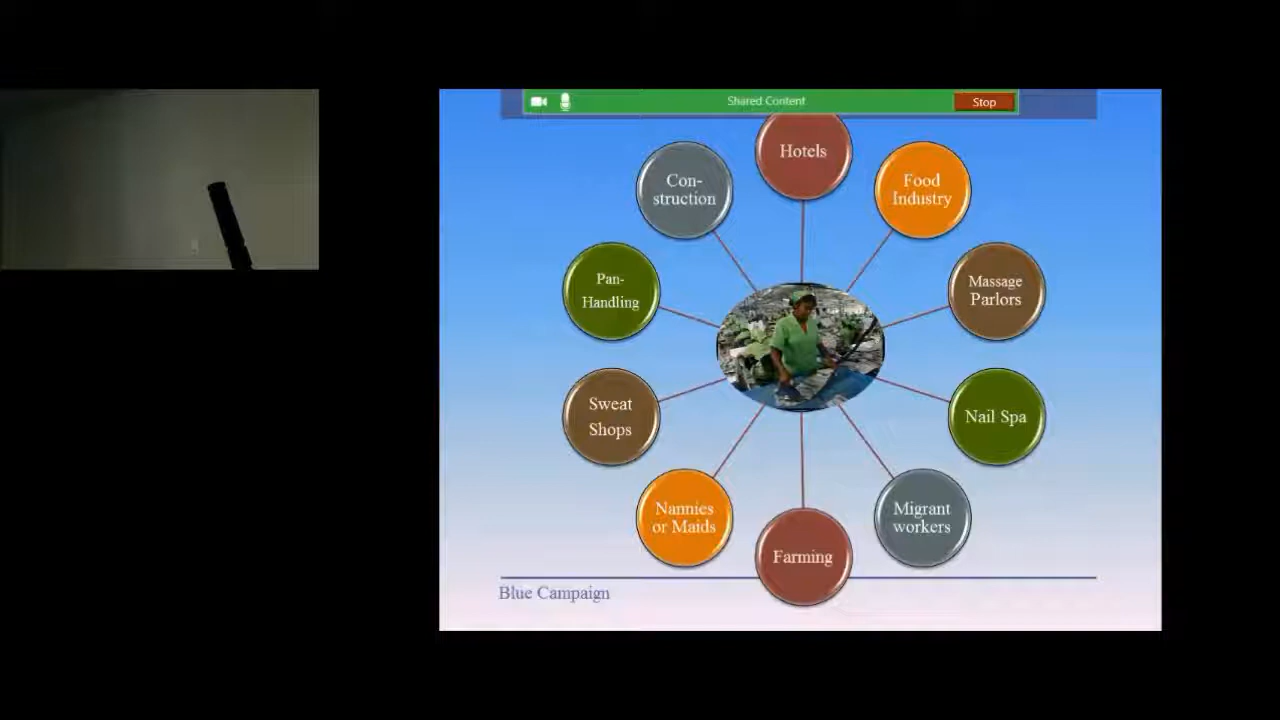 Shared Content
Stop
Hotels
Con-
struction
Food
Industry
Pan-
Handling
Massage
Parlors
Sweat
Shops
Nail Spa
Nannies
or Maids
Migrant
workers
Farming
Blue Campaign